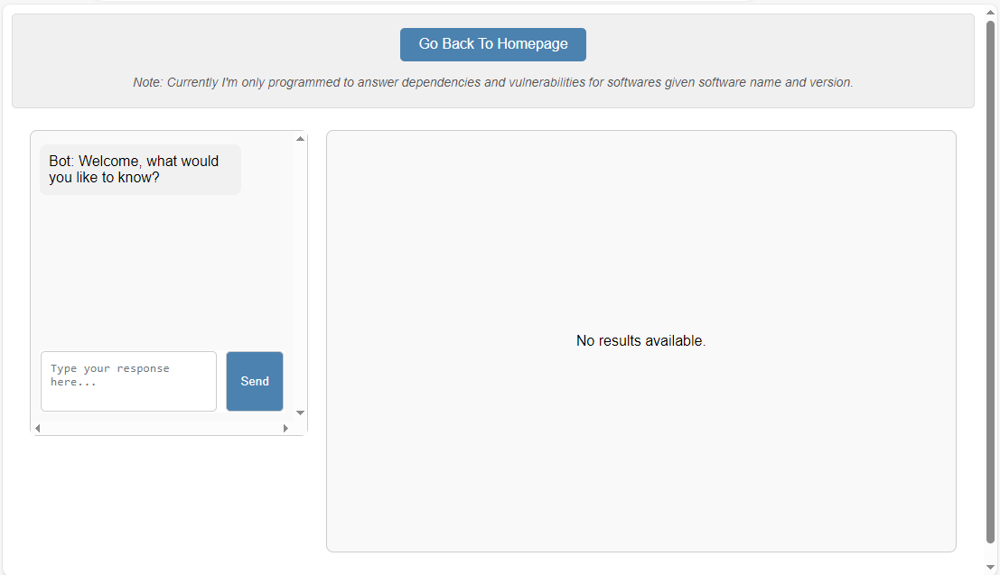 Go Back To Homepage
Note: Currently I'm only programmed to answer dependencies and vulnerabilities for softwares given software name and version.
Bot: Welcome, what would
you like to know?
No results available.
Type your response
here...
Send